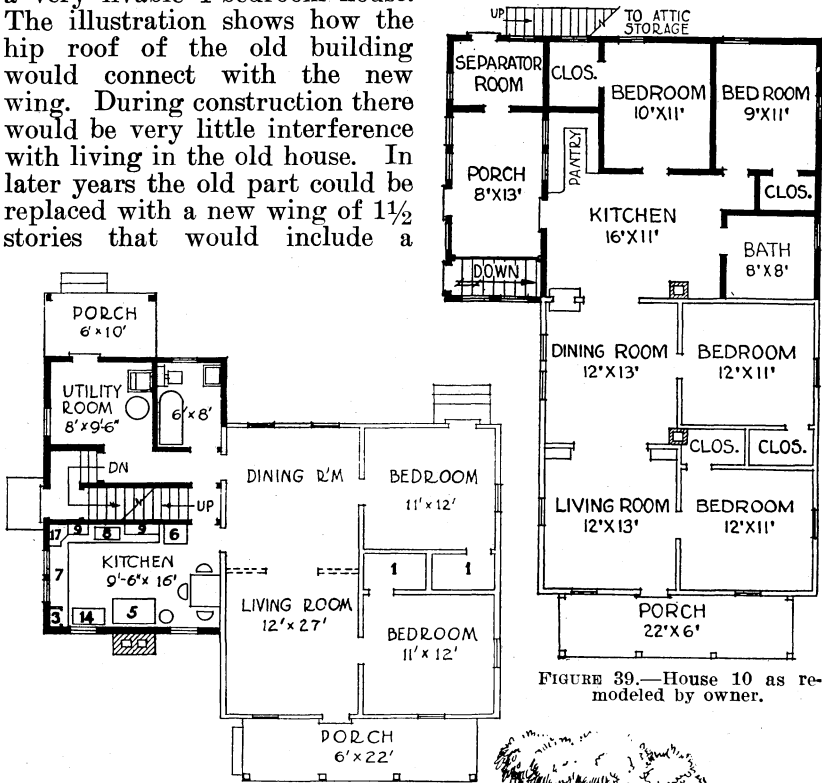 a very livable 1-bedroom house.
The illustration shows how the
hip roof of the old building
would connect with the new
wing. During construction there
would be very little interference
with living in the old house. In
later years the old part could be
replaced with a new wing of 1½
stories that would include a
UP
TO ATTIC
STORAGE
SEPARATOR
ROOM
CLOS.
BEDROOM
10'X11'
BED ROOM
9'X11'
PORCH
8'X13'
PANTRY
CLOS.
KITCHEN
16'X11'
BATH
8'X8'
DOWN
DINING ROOM
12'X13'
BEDROOM
12'X11'
CLOS.
CLOS.
LIVING ROOM
12'X13'
BEDROOM
12'X11'
PORCH
22'X6'
FIGURE 39.—House 10 as re-
modeled by owner.
PORCH
6'x10'
UTILITY
ROOM
8'x9'-6"
6'x8'
DN
UP
DINING R'M
BEDROOM
11'x12'
17
9
8
9
6
KITCHEN
9'-6"x 16'
7
3
14
5
1
1
LIVING ROOM
12'x27'
BEDROOM
11'x12'
PORCH
6'x22'